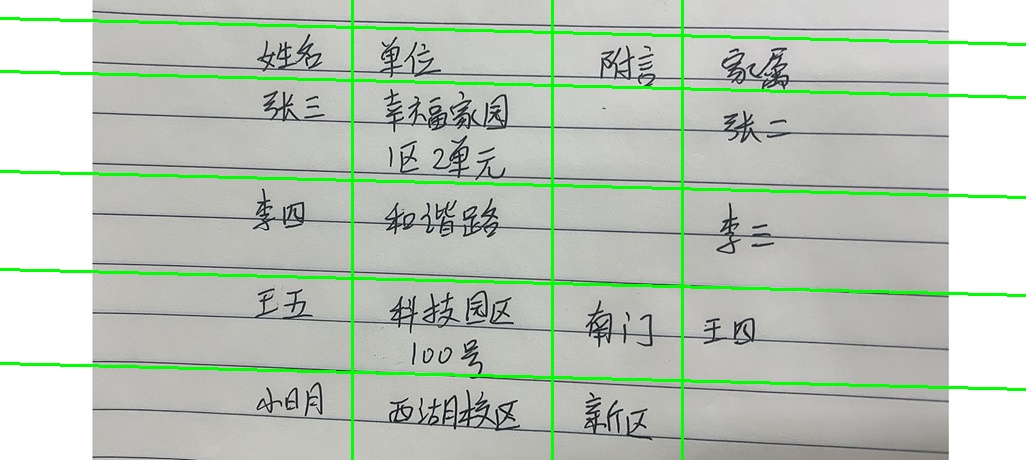 姓名 单位 附言 家属
张三 幸福家园 张二
1区2单元
李四 和谐路 李三
王五 科技园区 南门 王四
100号
小明 西湖校区 新区